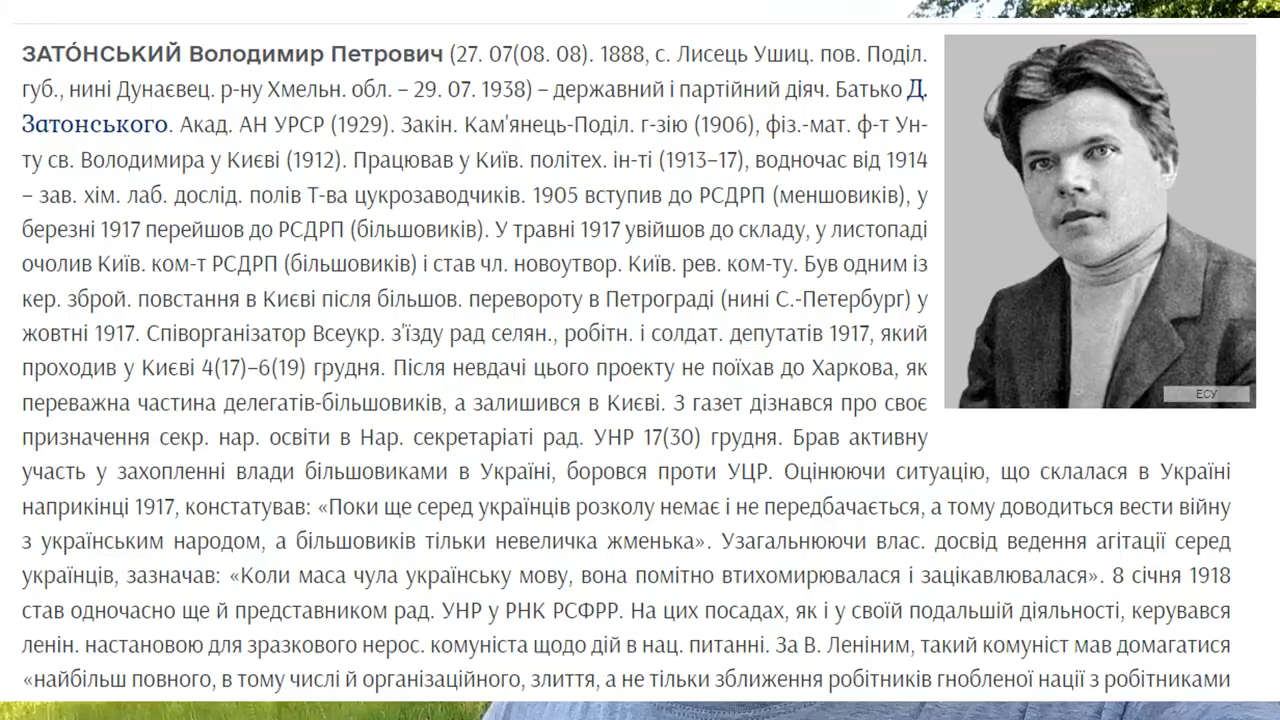 ЗАТО́НСЬКИЙ Володимир Петрович (27. 07(08. 08). 1888, с. Лисець Ушиц. пов. Поділ.
губ., нині Дунаєвец. р-ну Хмельн. обл. – 29. 07. 1938) – державний і партійний діяч. Батько Д.
Затонського. Акад. АН УРСР (1929). Закін. Кам'янець-Поділ. г-зію (1906), фіз.-мат. ф-т Ун-
ту св. Володимира у Києві (1912). Працював у Київ. політех. ін-ті (1913–17), водночас від 1914
– зав. хім. лаб. дослід. полів Т-ва цукрозаводчиків. 1905 вступив до РСДРП (меншовиків), у
березні 1917 перейшов до РСДРП (більшовиків). У травні 1917 увійшов до складу, у листопаді
очолив Київ. ком-т РСДРП (більшовиків) і став чл. новоутвор. Київ. рев. ком-ту. Був одним із
кер. зброй. повстання в Києві після більшов. перевороту в Петрограді (нині С.-Петербург) у
жовтні 1917. Співорганізатор Всеукр. з'їзду рад селян., робітн. і солдат. депутатів 1917, який
проходив у Києві 4(17)–6(19) грудня. Після невдачі цього проекту не поїхав до Харкова, як
переважна частина делегатів-більшовиків, а залишився в Києві. З газет дізнався про своє
призначення секр. нар. освіти в Нар. секретаріаті рад. УНР 17(30) грудня. Брав активну
участь у захопленні влади більшовиками в Україні, боровся проти УЦР. Оцінюючи ситуацію, що склалася в Україні
наприкінці 1917, констатував: «Поки ще серед українців розколу немає і не передбачається, а тому доводиться вести війну
з українським народом, а більшовиків тільки невеличка жменька». Узагальнюючи влас. досвід ведення агітації серед
українців, зазначав: «Коли маса чула українську мову, вона помітно втихомирювалася і зацікавлювалася». 8 січня 1918
став одночасно ще й представником рад. УНР у РНК РСФРР. На цих посадах, як і у своїй подальшій діяльності, керувався
ленін. настановою для зразкового нерос. комуніста щодо дій в нац. питанні. За В. Леніним, такий комуніст мав домагатися
«найбільш повного, в тому числі й організаційного, злиття, а не тільки зближення робітників гнобленої нації з робітниками
ЕСУ